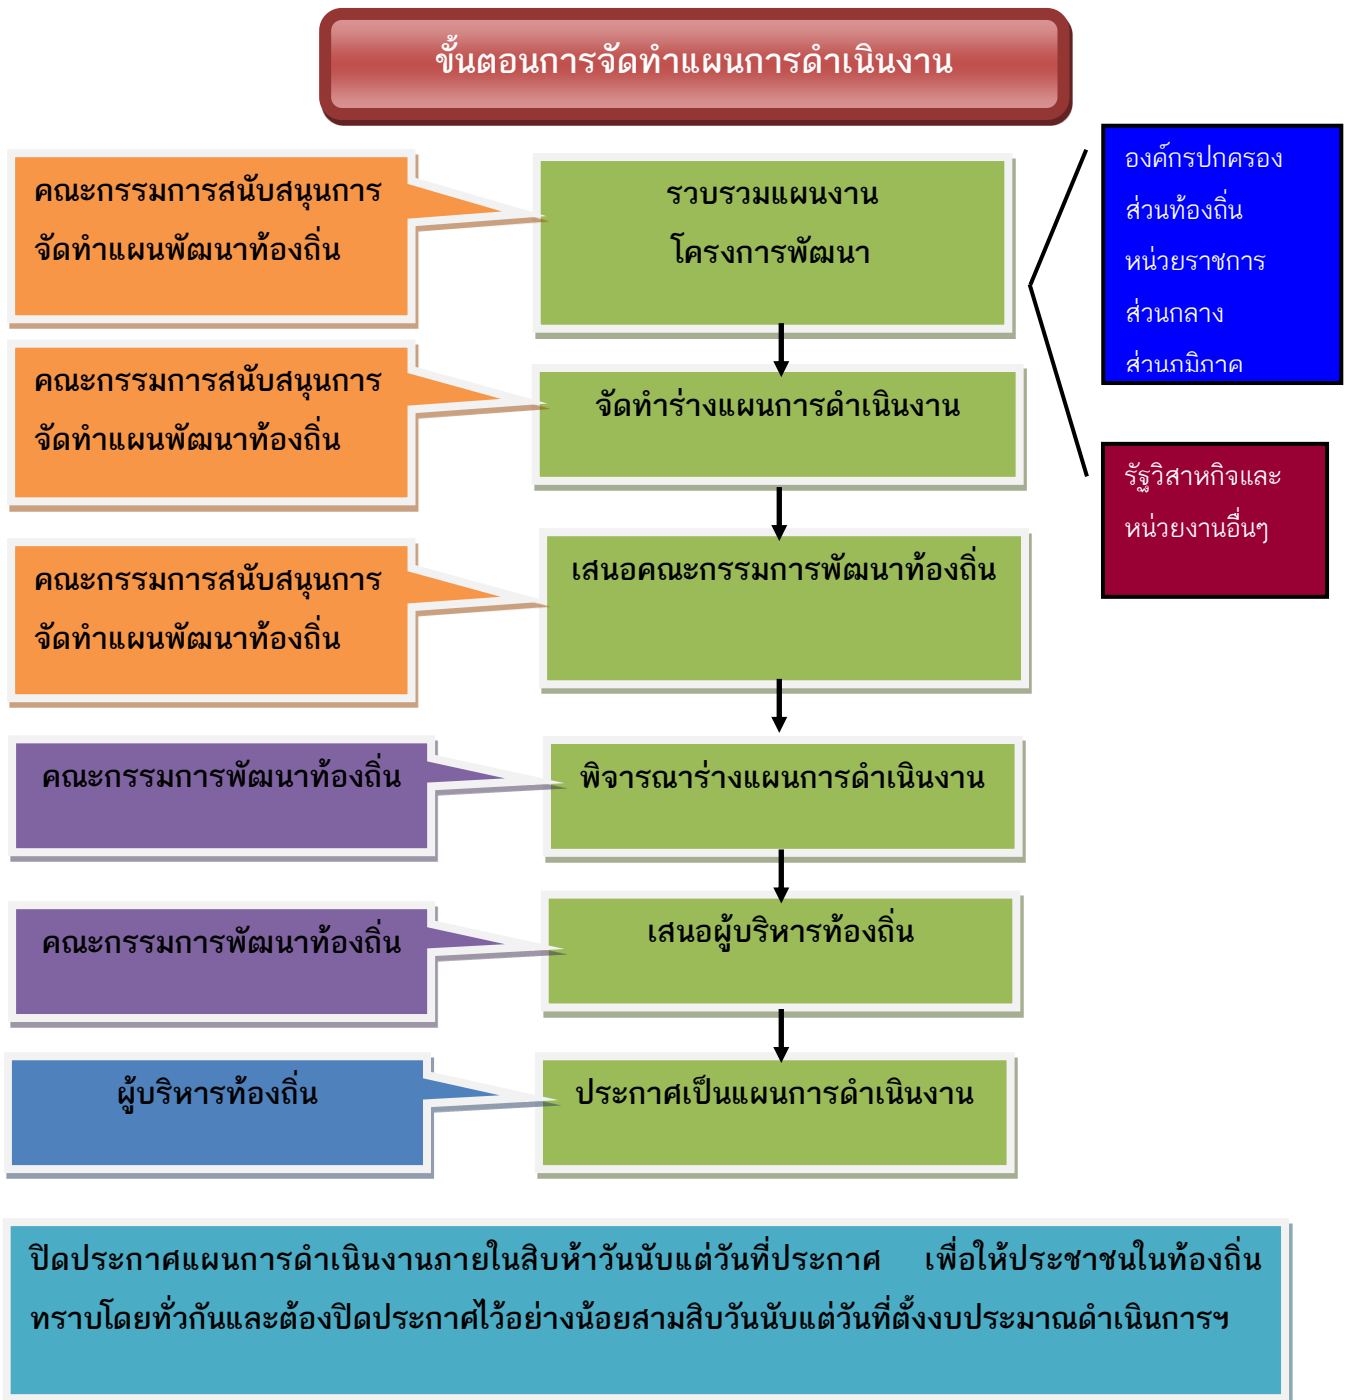 ขั้นตอนการจัดทำแผนการดำเนินงาน
คณะกรรมการสนับสนุนการ
จัดทำแผนพัฒนาท้องถิ่น
รวบรวมแผนงาน
โครงการพัฒนา
องค์กรปกครอง
ส่วนท้องถิ่น
หน่วยราชการ
ส่วนกลาง
ส่วนภูมิภาค
คณะกรรมการสนับสนุนการ
จัดทำแผนพัฒนาท้องถิ่น
จัดทำร่างแผนการดำเนินงาน
รัฐวิสาหกิจและ
หน่วยงานอื่นๆ
คณะกรรมการสนับสนุนการ
จัดทำแผนพัฒนาท้องถิ่น
เสนอคณะกรรมการพัฒนาท้องถิ่น
คณะกรรมการพัฒนาท้องถิ่น
พิจารณาร่างแผนการดำเนินงาน
คณะกรรมการพัฒนาท้องถิ่น
เสนอผู้บริหารท้องถิ่น
ผู้บริหารท้องถิ่น
ประกาศเป็นแผนการดำเนินงาน
ปิดประกาศแผนการดำเนินงานภายในสิบห้าวันนับแต่วันที่ประกาศ เพื่อให้ประชาชนในท้องถิ่น
ทราบโดยทั่วกันและต้องปิดประกาศไว้อย่างน้อยสามสิบวันนับแต่วันที่ตั้งงบประมาณดำเนินการฯ